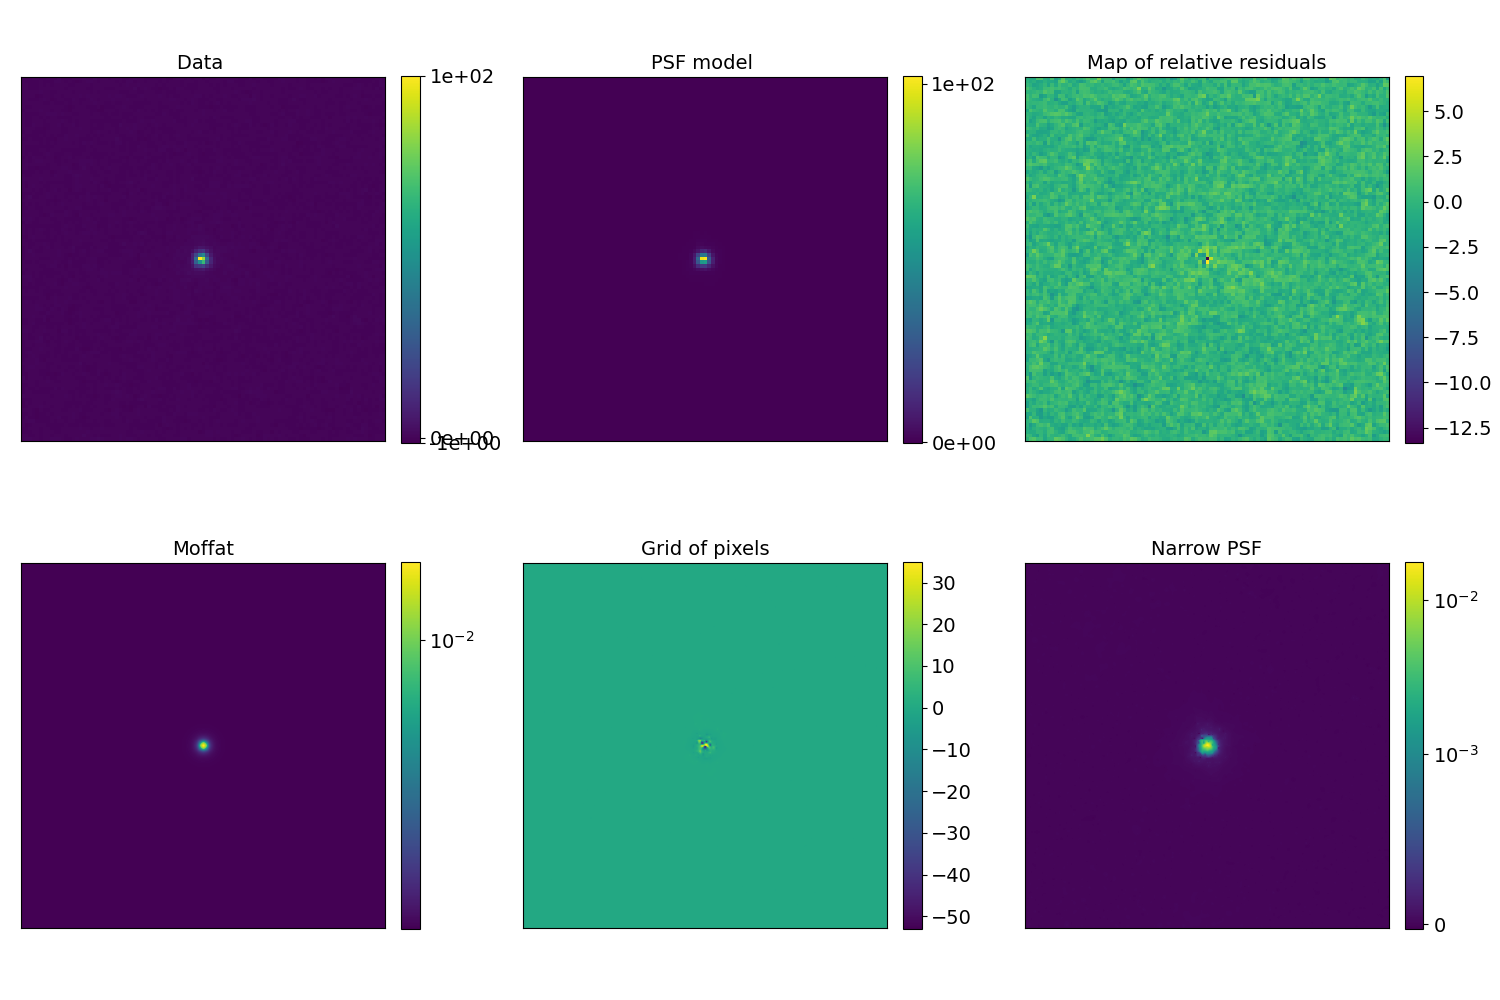 Data
1e+02
0e+00
-1e+00
PSF model
1e+02
0e+00
Map of relative residuals
5.0
2.5
0.0
−2.5
−5.0
−7.5
−10.0
−12.5
Moffat
10⁻²
Grid of pixels
30
20
10
0
−10
−20
−30
−40
−50
Narrow PSF
10⁻²
10⁻³
0